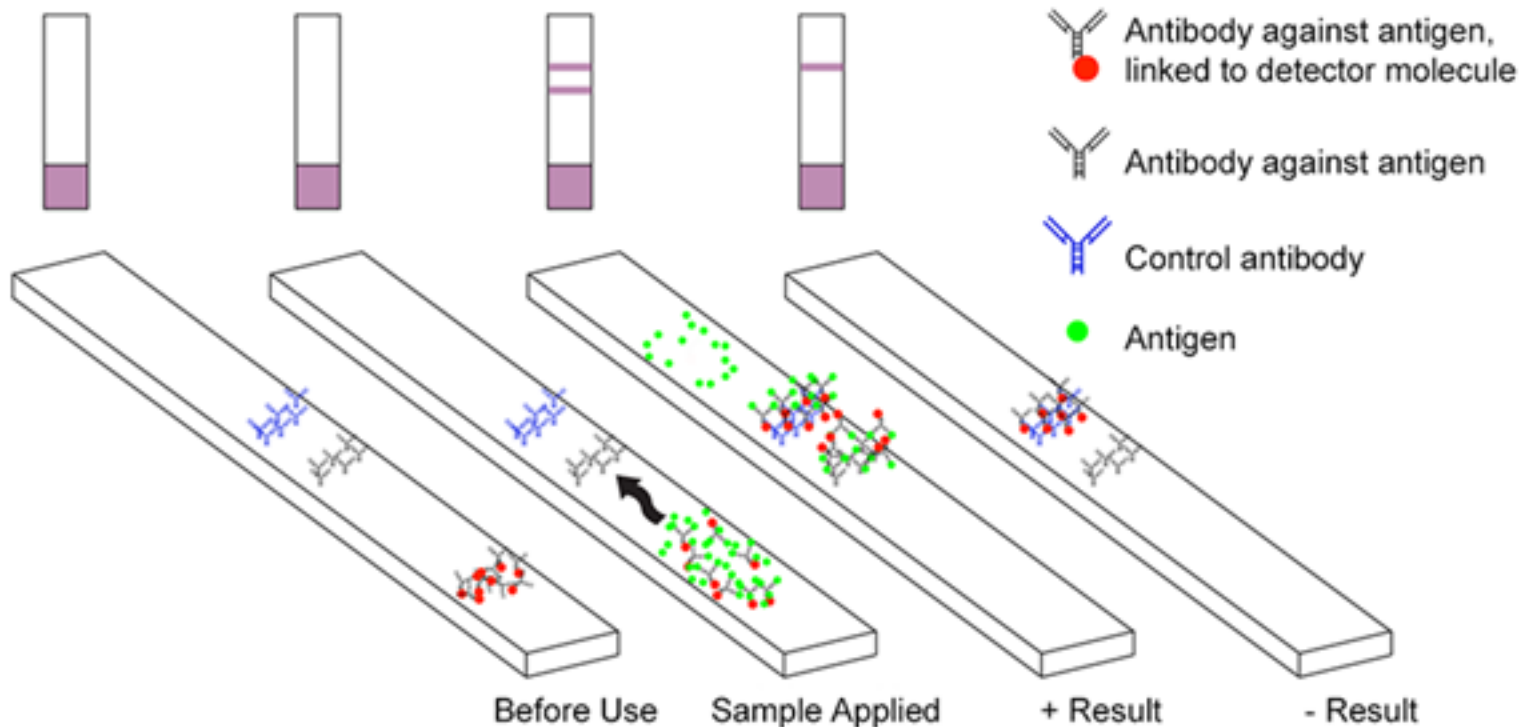 Antibody against antigen,
linked to detector molecule
Antibody against antigen
Control antibody
Antigen
Before Use
Sample Applied
+ Result
- Result